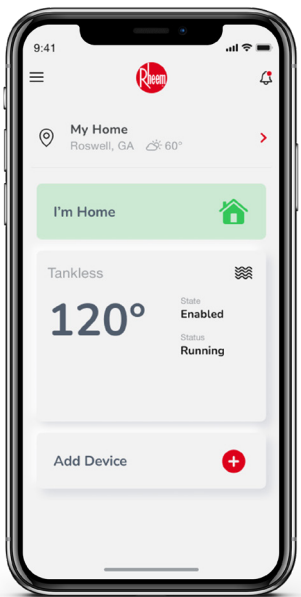 9:41
Rheem
My Home
Roswell, GA 60°
I'm Home
Tankless
120°
State
Enabled
Status
Running
Add Device